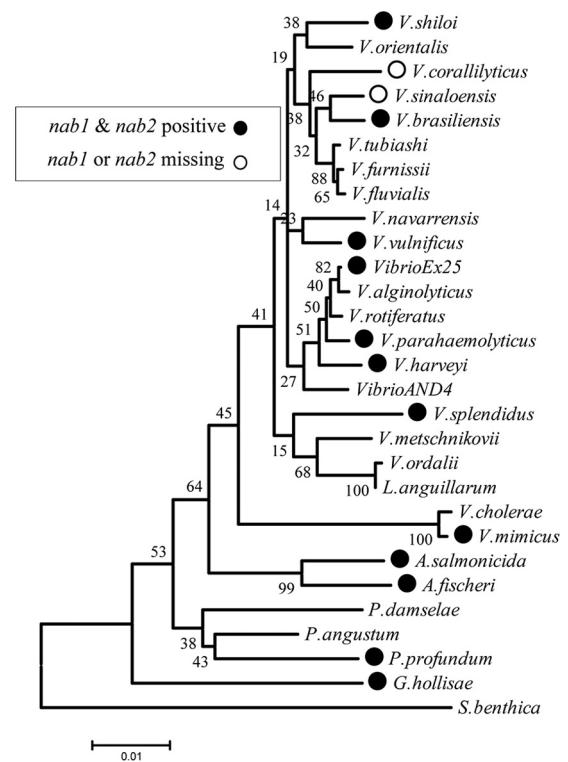 38
V.shiloi
V.orientalis
19
V.corallilyticus
46
V.sinaloensis
38
V.brasiliensis
nab1 & nab2 positive
nab1 or nab2 missing
32
V.tubiashi
88
V.furnissii
65
V.fluvialis
14
23
V.navarrensis
V.vulnificus
82
VibrioEx25
40
V.alginolyticus
50
V.rotiferatus
41
51
V.parahaemolyticus
V.harveyi
27
VibrioAND4
45
V.splendidus
15
V.metschnikovii
68
V.ordalii
100
L.anguillarum
64
V.cholerae
100
V.mimicus
53
A.salmonicida
99
A.fischeri
P.damselae
38
P.angustum
43
P.profundum
G.hollisae
S.benthica
0.01